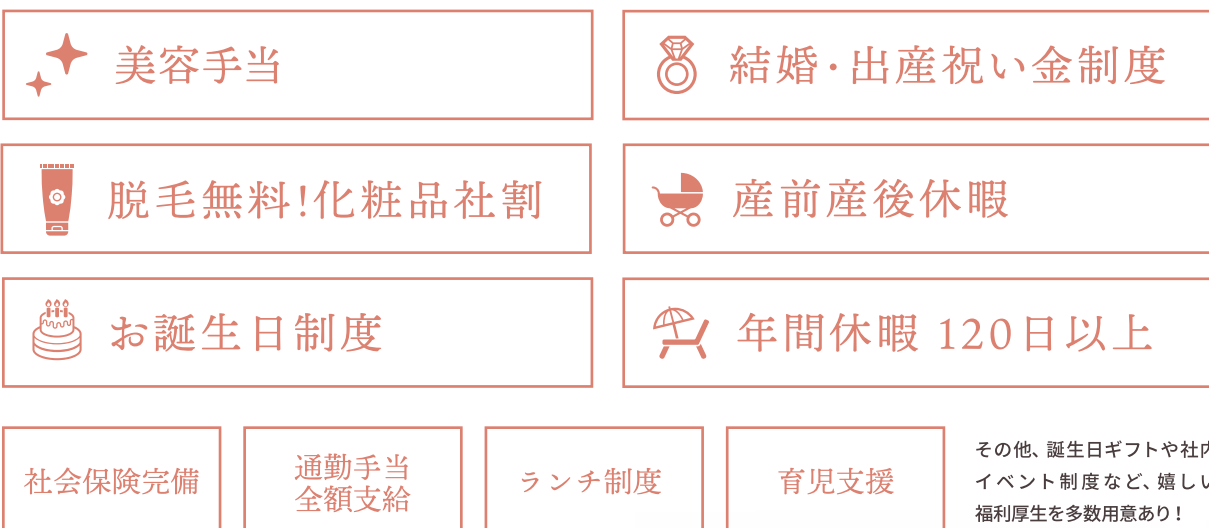 美容手当
結婚・出産祝い金制度
脱毛無料!化粧品社割
産前産後休暇
お誕生日制度
年間休暇 120日以上
社会保険完備
通勤手当
全額支給
ランチ制度
育児支援
その他、誕生日ギフトや社内
イベント制度など、嬉しい
福利厚生を多数用意あり！